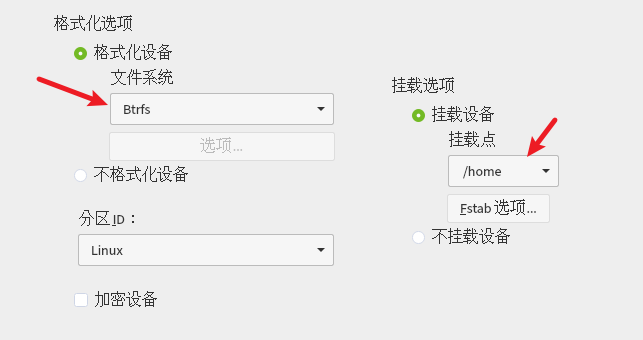 格式化选项
格式化设备
文件系统
Btrfs
选项...
不格式化设备
分区 ID：
Linux
加密设备
挂载选项
挂载设备
挂载点
/home
Fstab 选项...
不挂载设备